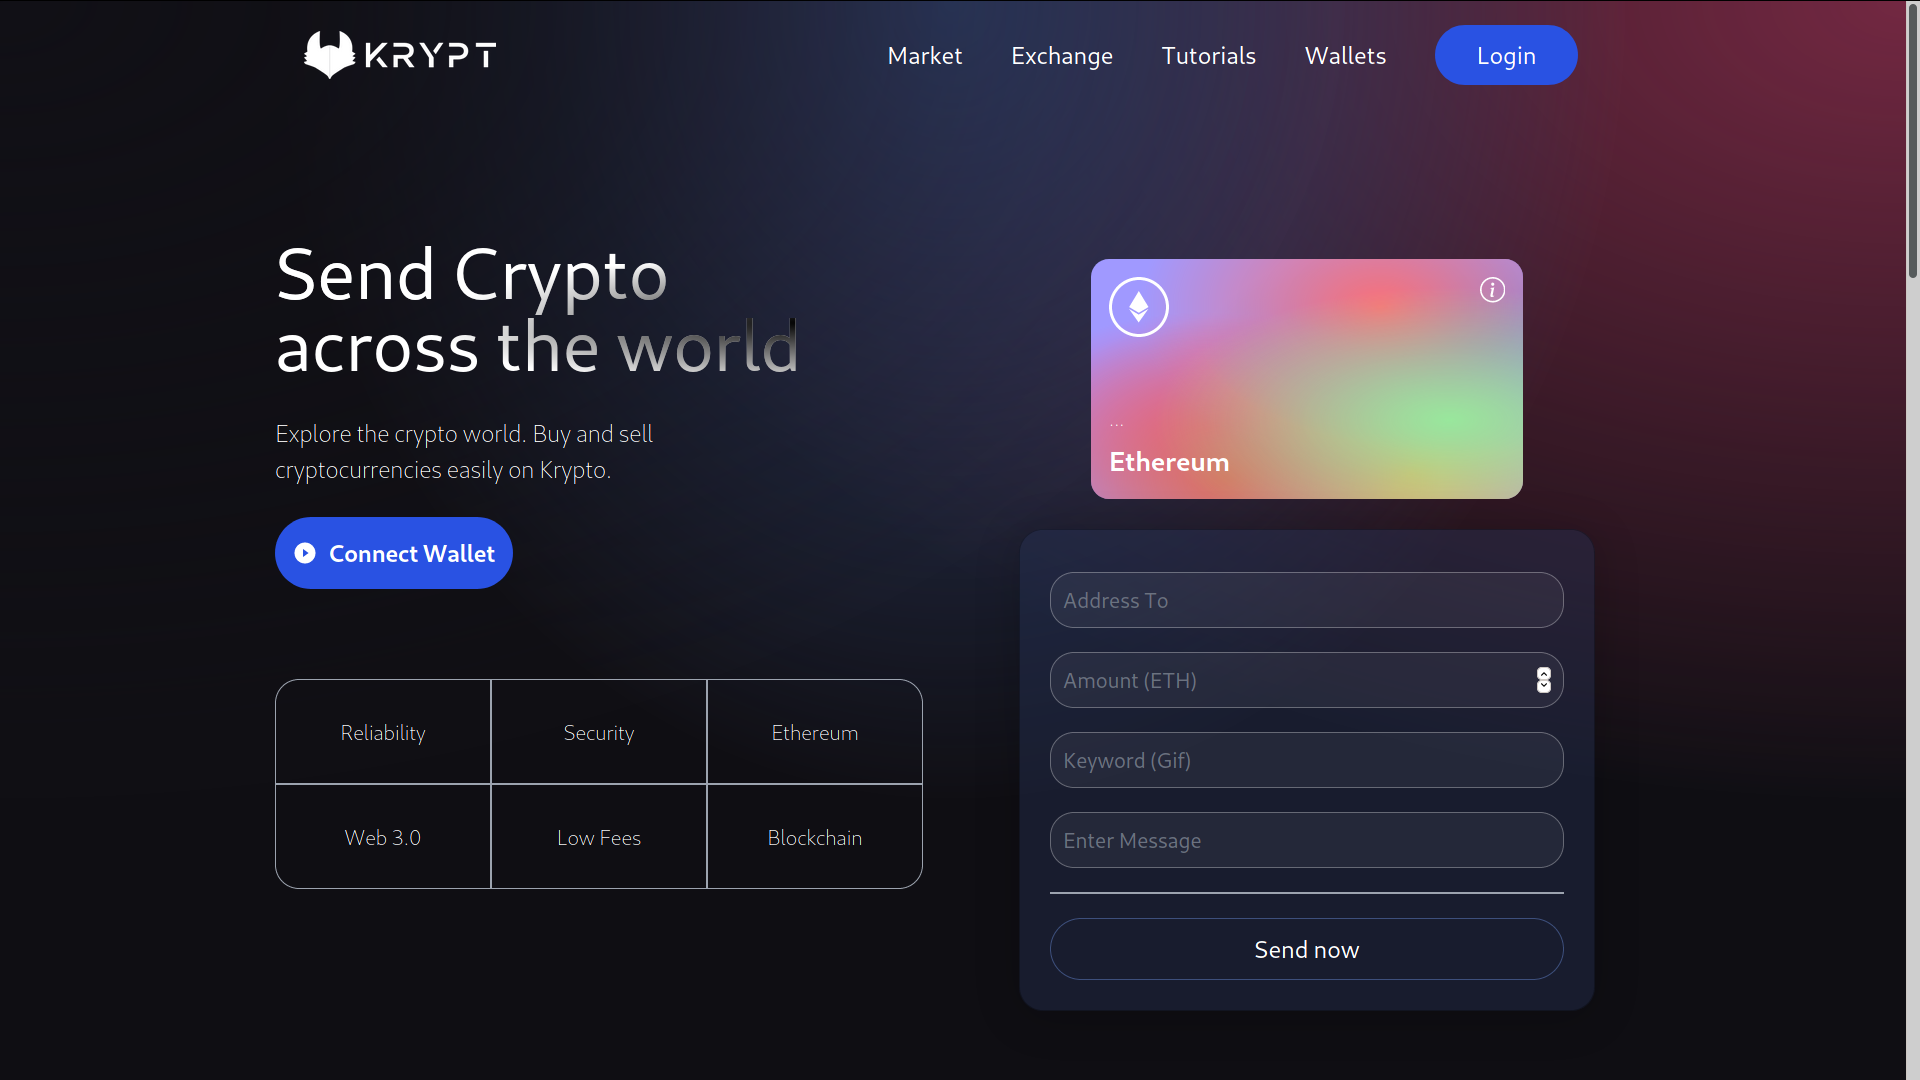 KRYPT
Market Exchange Tutorials Wallets Login
Send Crypto
across the world
Explore the crypto world. Buy and sell
cryptocurrencies easily on Krypto.
Connect Wallet
Reliability Security Ethereum
Web 3.0 Low Fees Blockchain
i
...
Ethereum
Address To
Amount (ETH)
Keyword (Gif)
Enter Message
Send now